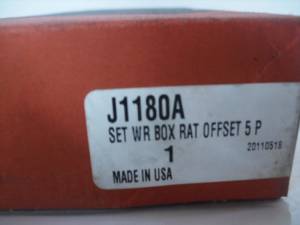 J1180A
SET WR BOX RAT OFFSET 5 P
1
20110518
MADE IN USA